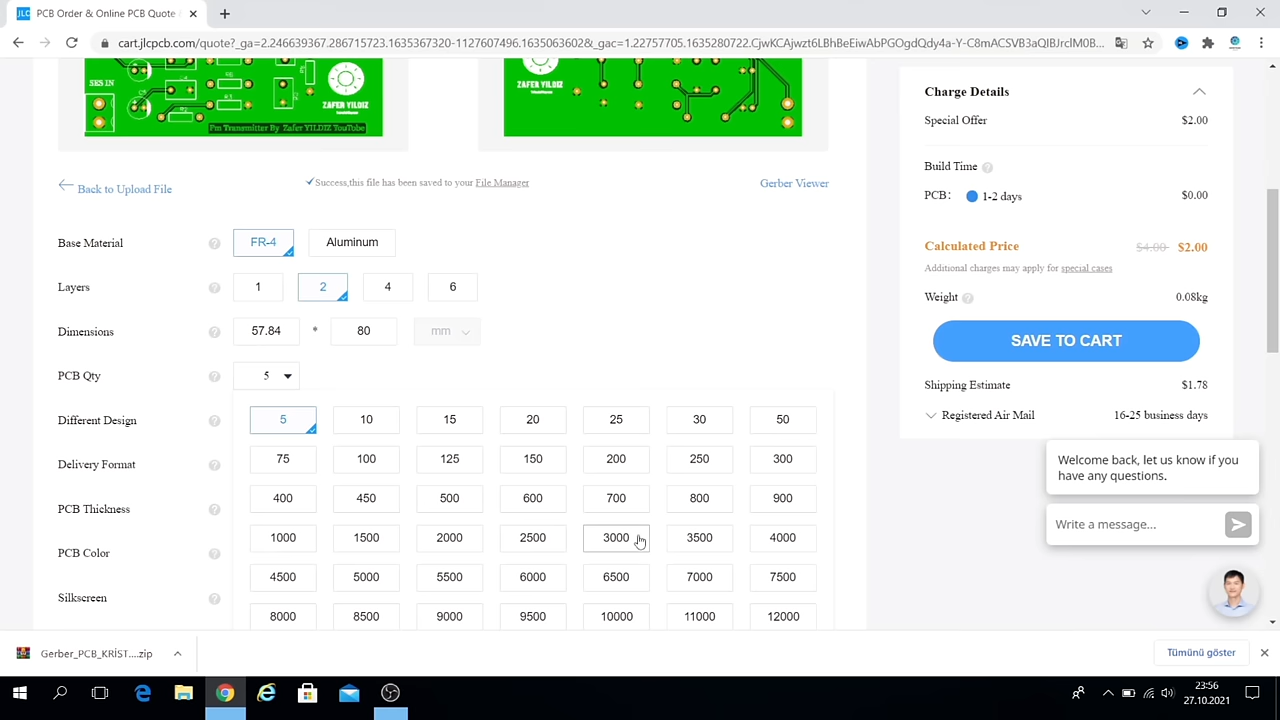 JLC PCB Order & Online PCB Quote
cart.jlcpcb.com/quote?_ga=2.246639367.286715723.1635367320-1127607496.1635063602&_gac=1.22757705.1635280722.CjwKCAjwzt6LBhBeEiwAbPGOgdQdy4a-Y-C8mACSVB3aQIBJrclM0B...
SES IN
R3
R2
ZAFER YILDIZ
Fm Transmitter By Zafer YILDIZ YouTube
ZAFER YILDIZ
Back to Upload File
Success,this file has been saved to your File Manager
Gerber Viewer
Base Material ? FR-4 Aluminum
Layers ? 1 2 4 6
Dimensions ? 57.84 * 80 mm
PCB Qty ? 5
Different Design ?
Delivery Format ?
PCB Thickness ?
PCB Color ?
Silkscreen ?
5 10 15 20 25 30 50
75 100 125 150 200 250 300
400 450 500 600 700 800 900
1000 1500 2000 2500 3000 3500 4000
4500 5000 5500 6000 6500 7000 7500
8000 8500 9000 9500 10000 11000 12000
Charge Details
Special Offer $2.00
Build Time ?
PCB: 1-2 days $0.00
Calculated Price $4.00 $2.00
Additional charges may apply for special cases
Weight ? 0.08kg
SAVE TO CART
Shipping Estimate $1.78
Registered Air Mail 16-25 business days
Welcome back, let us know if you
have any questions.
Write a message...
Gerber_PCB_KRİST....zip
Tümünü göster
23:56
27.10.2021